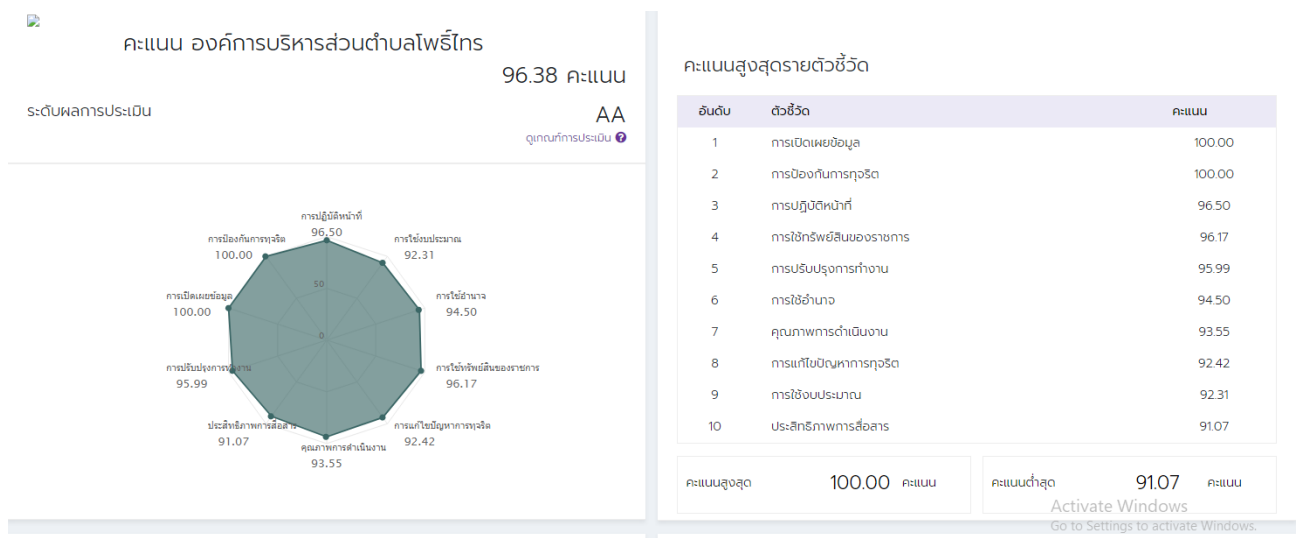 คะแนน องค์การบริหารส่วนตำบลโพธิ์ไทร
96.38 คะแนน
ระดับผลการประเมิน
AA
ดูเกณฑ์การประเมิน ?
การปฏิบัติหน้าที่
96.50
การป้องกันการทุจริต
100.00
การใช้งบประมาณ
92.31
50
การเปิดเผยข้อมูล
100.00
การใช้อำนาจ
94.50
0
การปรับปรุงการทำงาน
95.99
การใช้ทรัพย์สินของราชการ
96.17
ประสิทธิภาพการสื่อสาร
91.07
การแก้ไขปัญหาการทุจริต
92.42
คุณภาพการดำเนินงาน
93.55
คะแนนสูงสุดรายตัวชี้วัด
อันดับ ตัวชี้วัด คะแนน
1 การเปิดเผยข้อมูล 100.00
2 การป้องกันการทุจริต 100.00
3 การปฏิบัติหน้าที่ 96.50
4 การใช้ทรัพย์สินของราชการ 96.17
5 การปรับปรุงการทำงาน 95.99
6 การใช้อำนาจ 94.50
7 คุณภาพการดำเนินงาน 93.55
8 การแก้ไขปัญหาการทุจริต 92.42
9 การใช้งบประมาณ 92.31
10 ประสิทธิภาพการสื่อสาร 91.07
คะแนนสูงสุด 100.00 คะแนน
คะแนนต่ำสุด 91.07 คะแนน
Activate Windows
Go to Settings to activate Windows.